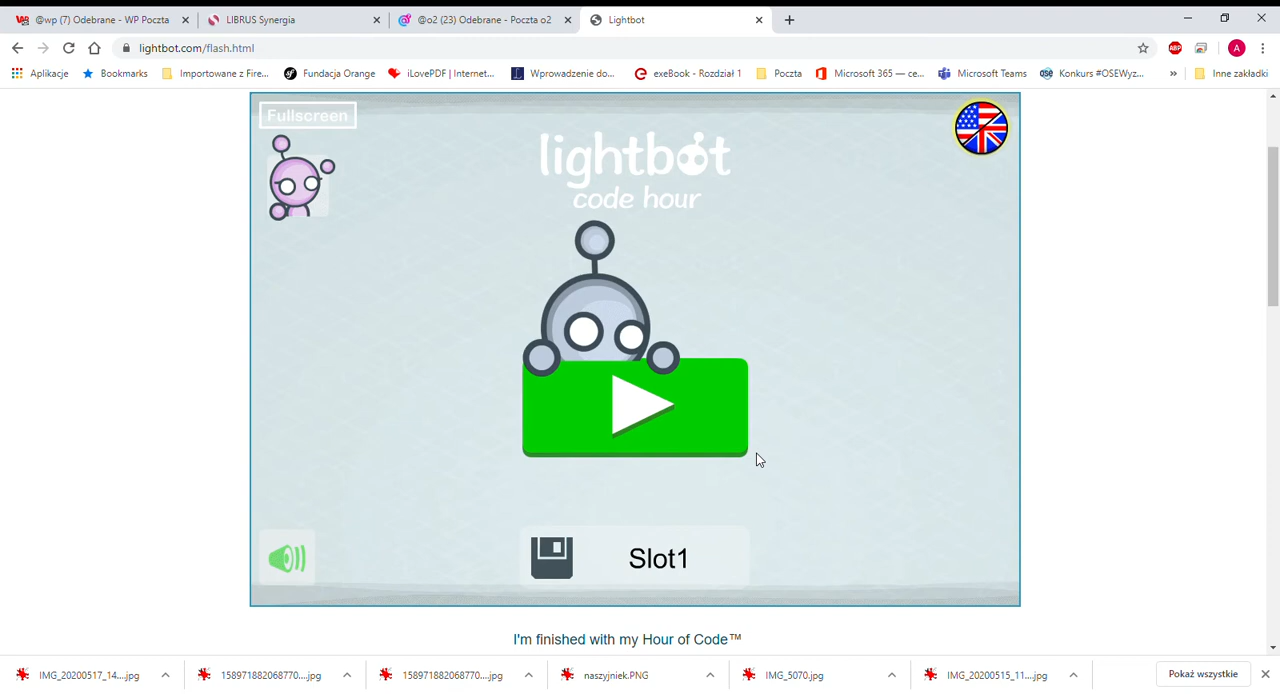 @wp (7) Odebrane - WP Poczta
LIBRUS Synergia
@o2 (23) Odebrane - Poczta o2
Lightbot
lightbot.com/flash.html
ABP
A
Aplikacje
Bookmarks
Importowane z Fire...
Fundacja Orange
iLovePDF | Internet...
Wprowadzenie do...
exeBook - Rozdział 1
Poczta
Microsoft 365 — ce...
Microsoft Teams
Konkurs #OSEWyz...
»
Inne zakładki
Fullscreen
lightbot
code hour
Slot1
I'm finished with my Hour of Code™
IMG_20200517_14....jpg
158971882068770....jpg
158971882068770....jpg
naszyjniek.PNG
IMG_5070.jpg
IMG_20200515_11....jpg
Pokaż wszystkie